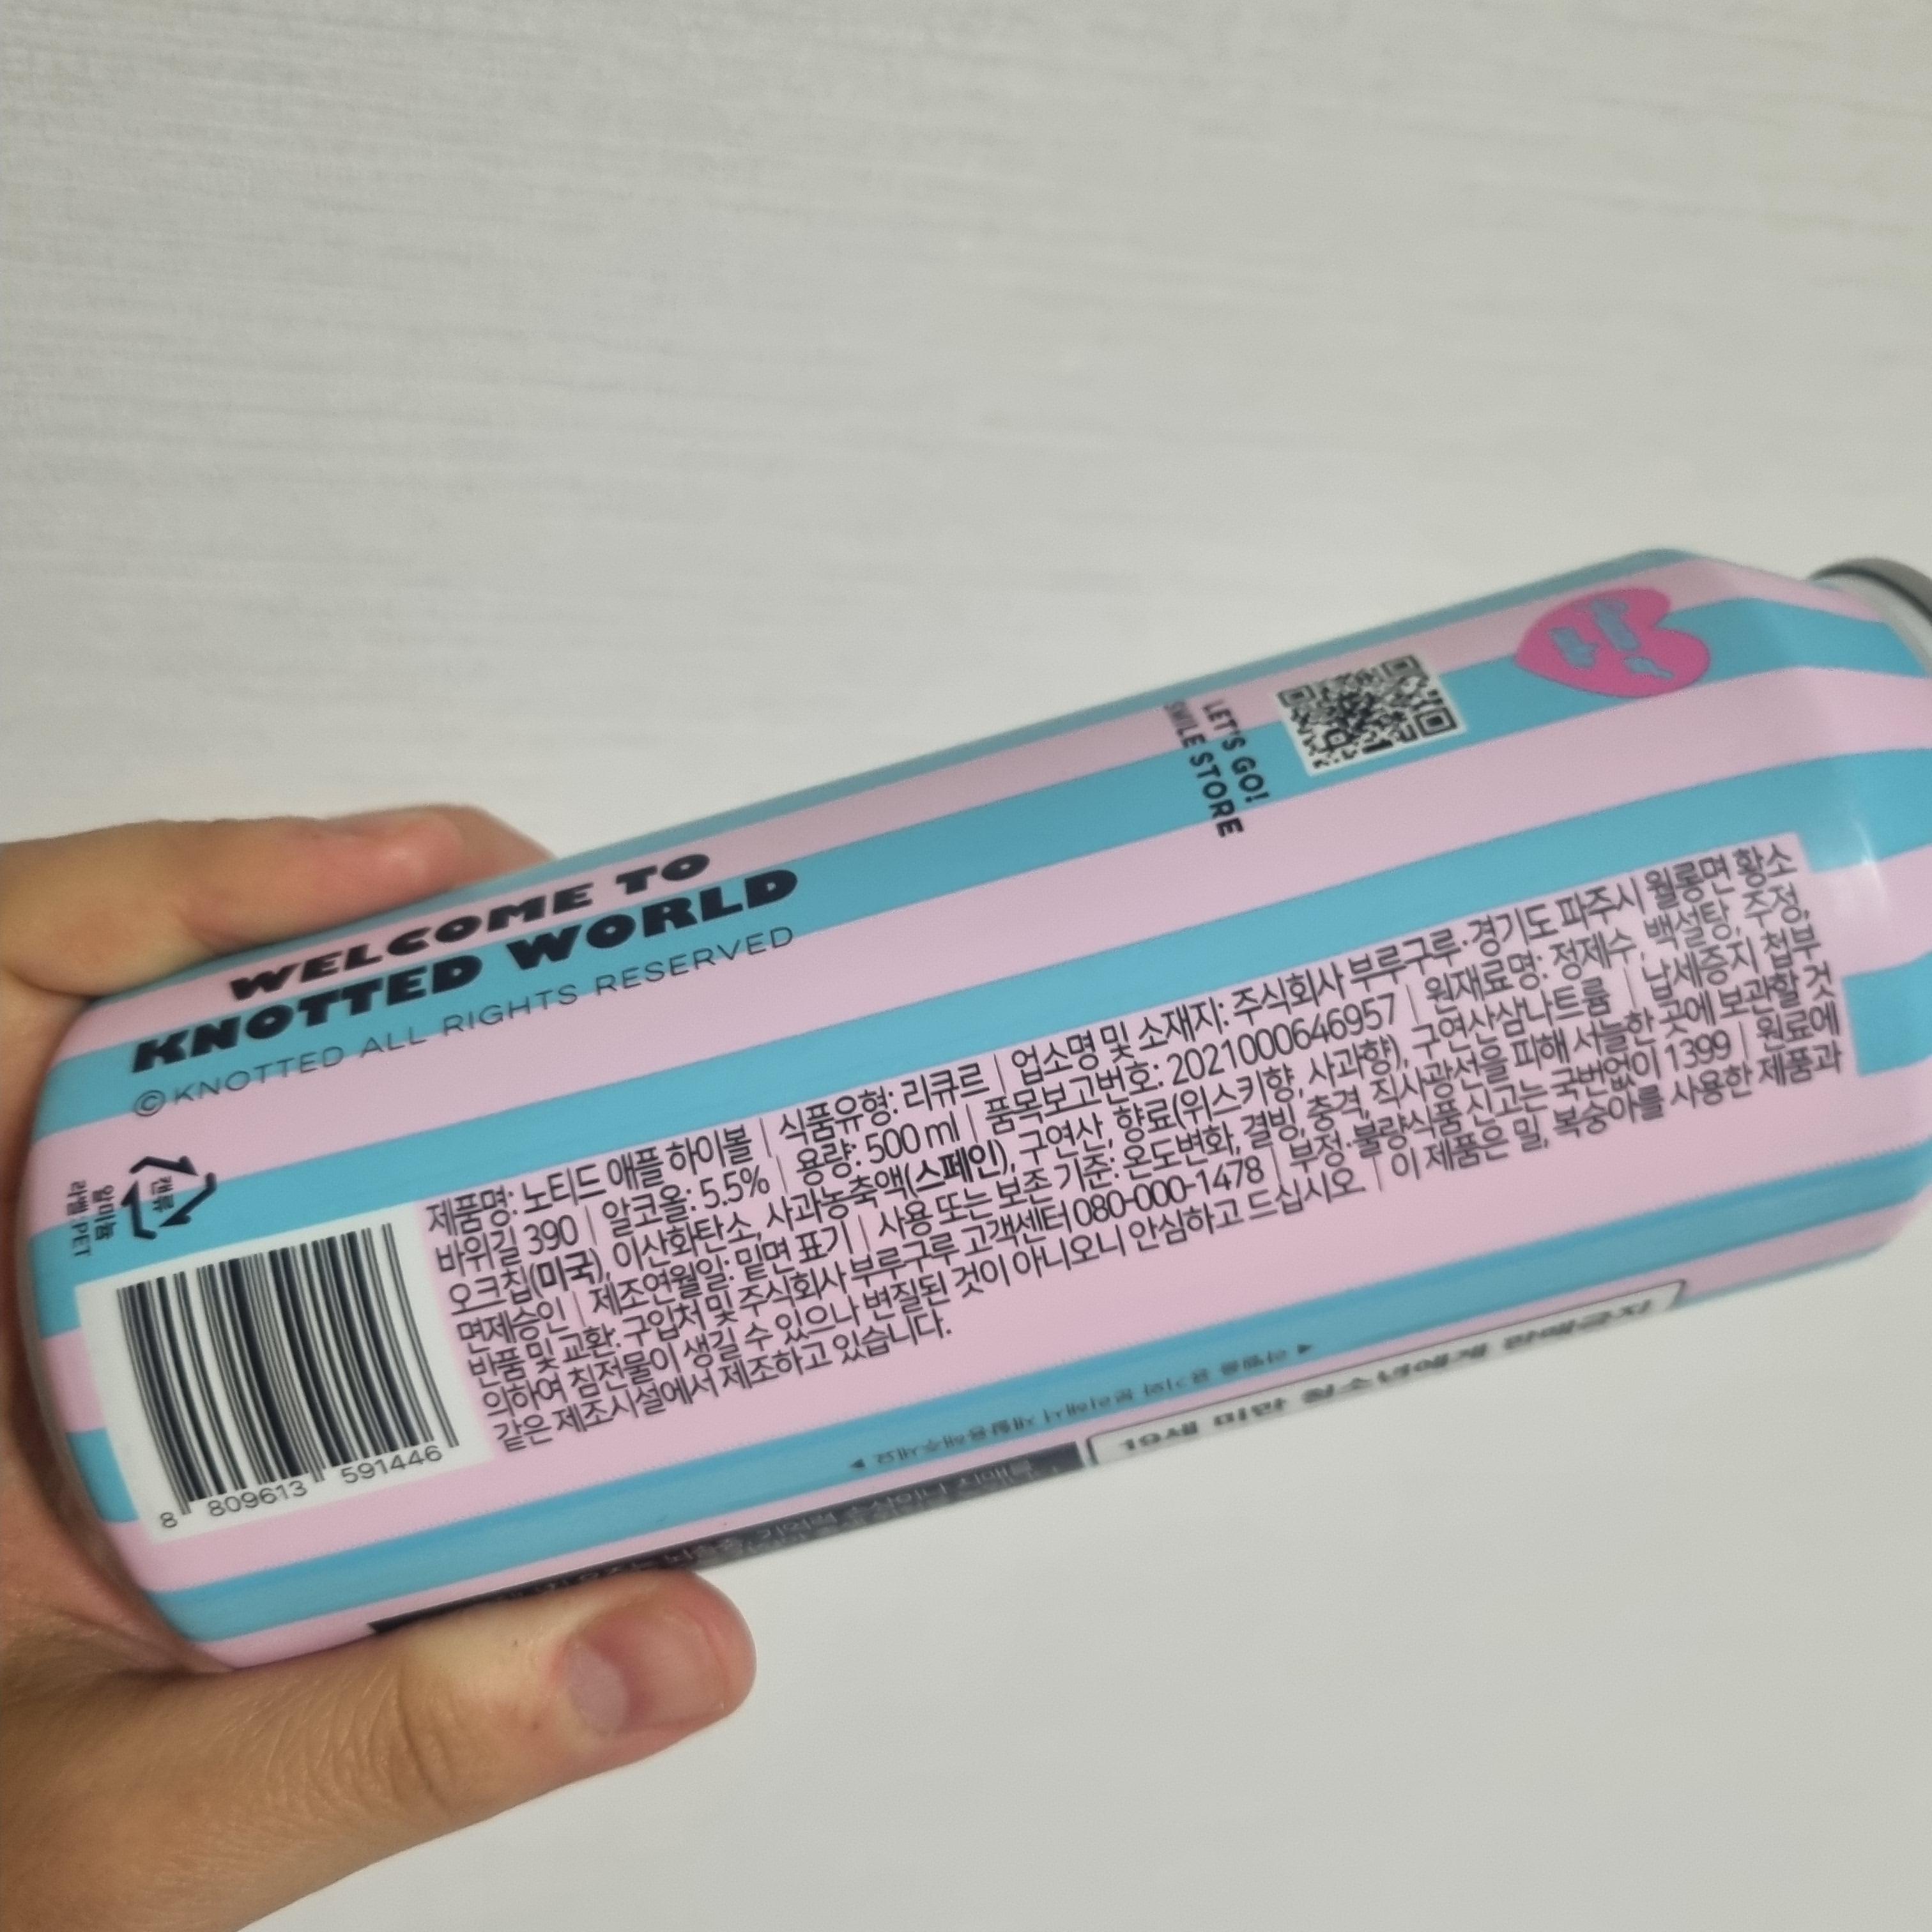 WELCOME TO
KNOTTED WORLD
©KNOTTED ALL RIGHTS RESERVED
LET'S GO!
SMILE STORE
캔류
알미늄
라벨: PET
제품명: 노티드 애플 하이볼 | 식품유형: 리큐르 | 업소명 및 소재지: 주식회사 부루구루·경기도 파주시 월롱면 황소
바위길 390 | 알코올: 5.5% | 용량: 500 ml | 품목보고번호: 2021000646957 | 원재료명: 정제수, 백설탕, 주정,
오크칩(미국), 이산화탄소, 사과농축액(스페인), 구연산, 향료(위스키향, 사과향), 구연산삼나트륨 | 납세증지 첩부
면제승인 | 제조연월일: 밑면 표기 | 사용 또는 보존 기준: 온도변화, 결빙, 충격, 직사광선을 피해 서늘한 곳에 보관할 것
반품 및 교환: 구입처 및 주식회사 부루구루 고객센터 080-000-1478 | 부정·불량식품 신고는 국번없이 1399 | 원료에
의하여 침전물이 생길 수 있으나 변질된 것이 아니오니 안심하고 드십시오 | 이 제품은 밀, 복숭아를 사용한 제품과
같은 제조시설에서 제조하고 있습니다.
8 809613 591446
19세 미만 청소년에게 판매금지